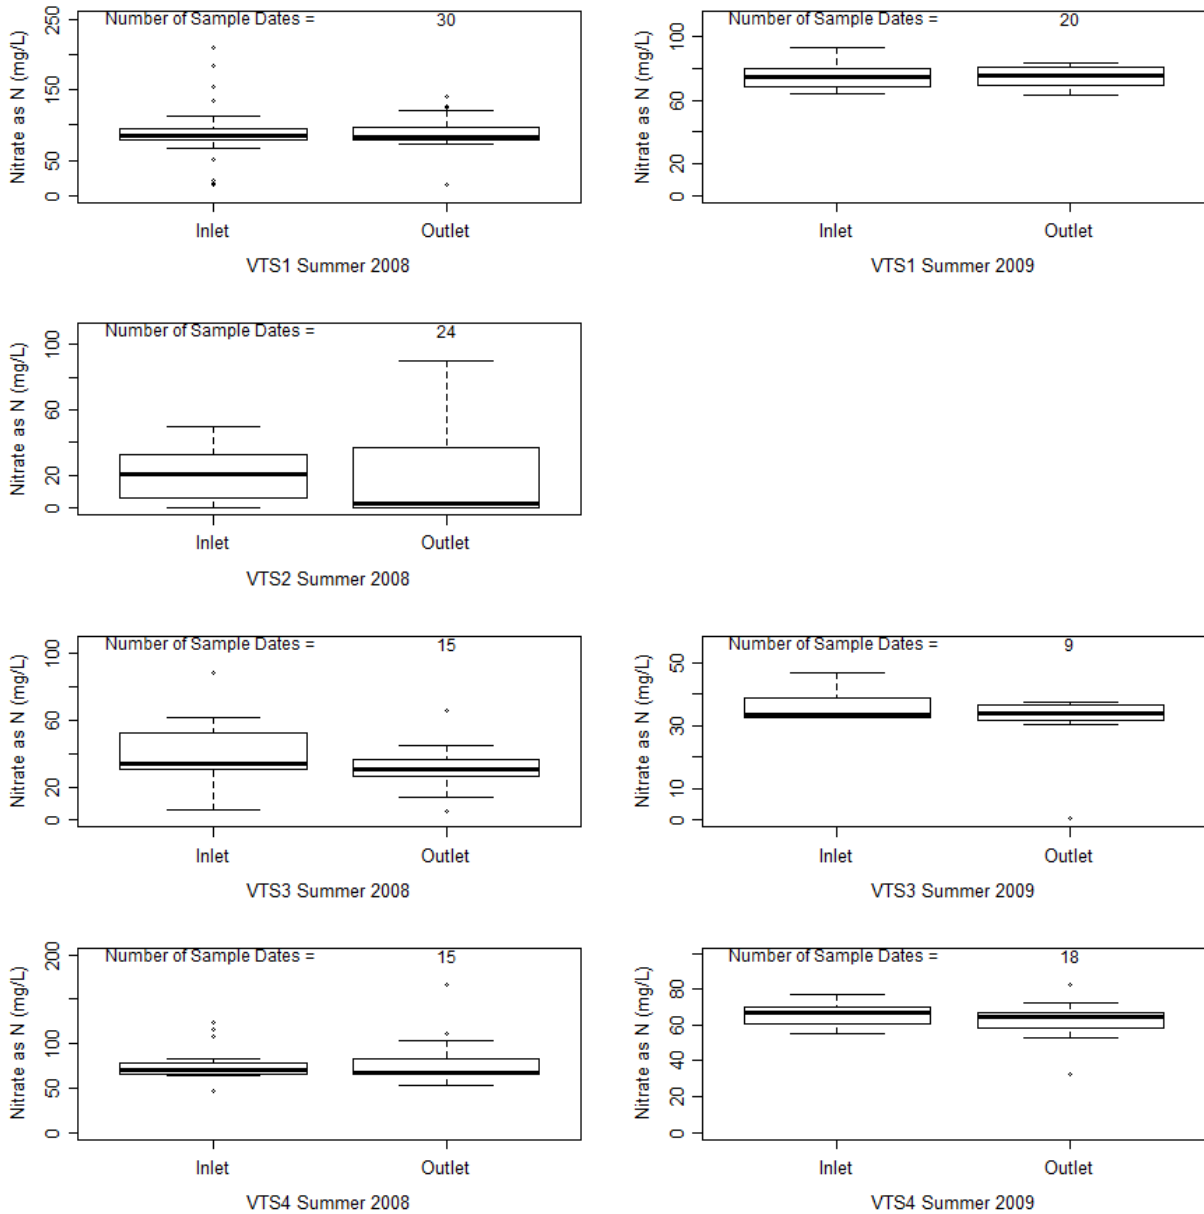 Number of Sample Dates = 30
Nitrate as N (mg/L)
0 50 150 250
Inlet Outlet
VTS1 Summer 2008
Number of Sample Dates = 20
Nitrate as N (mg/L)
0 20 60 100
Inlet Outlet
VTS1 Summer 2009
Number of Sample Dates = 24
Nitrate as N (mg/L)
0 20 60 100
Inlet Outlet
VTS2 Summer 2008
Number of Sample Dates = 15
Nitrate as N (mg/L)
0 20 60 100
Inlet Outlet
VTS3 Summer 2008
Number of Sample Dates = 9
Nitrate as N (mg/L)
0 10 30 50
Inlet Outlet
VTS3 Summer 2009
Number of Sample Dates = 15
Nitrate as N (mg/L)
0 50 100 200
Inlet Outlet
VTS4 Summer 2008
Number of Sample Dates = 18
Nitrate as N (mg/L)
0 20 40 60 80
Inlet Outlet
VTS4 Summer 2009